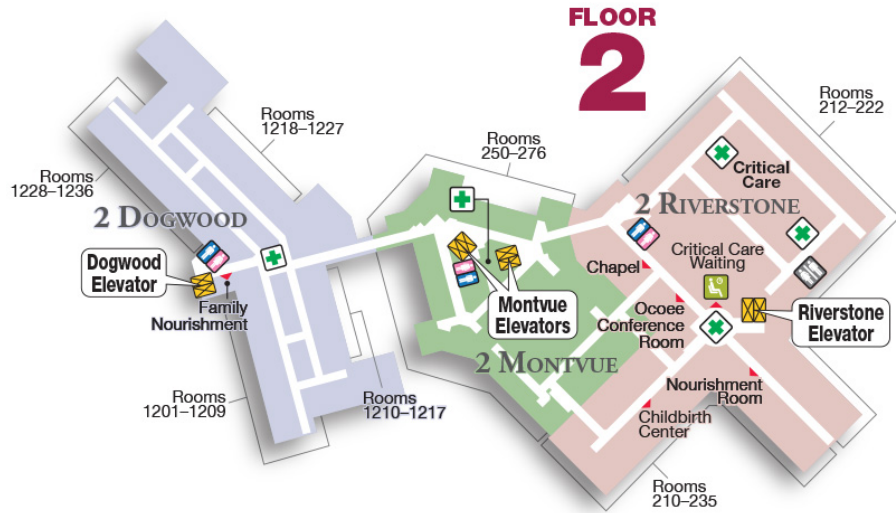 FLOOR
2
Rooms
212–222
Rooms
1218–1227
Rooms
250–276
Rooms
1228–1236
Critical
Care
2 DOGWOOD
2 RIVERSTONE
Dogwood
Elevator
Family
Nourishment
Chapel
Critical Care
Waiting
Montvue
Elevators
Ocoee
Conference
Room
Riverstone
Elevator
2 MONTVUE
Nourishment
Room
Rooms
1201–1209
Rooms
1210–1217
Childbirth
Center
Rooms
210–235